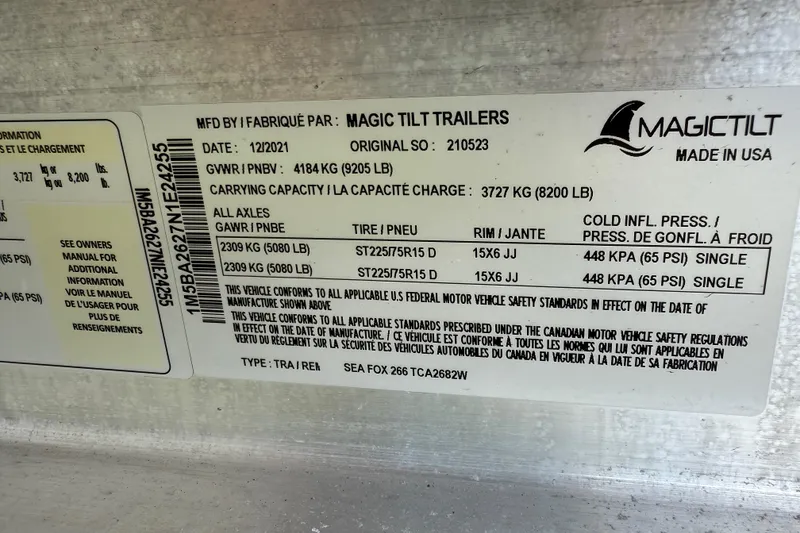 ORMATION
S ET LE CHARGEMENT
3,727 kg or kg ou 8,200 lbs. lb.
(65 PSI)
PA (65 PSI)
SEE OWNERS
MANUAL FOR
ADDITIONAL
INFORMATION
VOIR LE MANUEL
DE L'USAGER POUR
PLUS DE
RENSEIGNEMENTS
1M5BA2627N1E24255
1M5BA2627N1E24255
MFD BY / FABRIQUÉ PAR : MAGIC TILT TRAILERS
DATE : 12/2021 ORIGINAL SO : 210523
GVWR / PNBV : 4184 KG (9205 LB)
CARRYING CAPACITY / LA CAPACITÉ CHARGE : 3727 KG (8200 LB)
MAGICTILT
MADE IN USA
ALL AXLES
GAWR / PNBE TIRE / PNEU RIM / JANTE COLD INFL. PRESS. /
PRESS. DE GONFL. À FROID
2309 KG (5080 LB) ST225/75R15 D 15X6 JJ 448 KPA (65 PSI) SINGLE
2309 KG (5080 LB) ST225/75R15 D 15X6 JJ 448 KPA (65 PSI) SINGLE
THIS VEHICLE CONFORMS TO ALL APPLICABLE U.S FEDERAL MOTOR VEHICLE SAFETY STANDARDS IN EFFECT ON THE DATE OF
MANUFACTURE SHOWN ABOVE
THIS VEHICLE CONFORMS TO ALL APPLICABLE STANDARDS PRESCRIBED UNDER THE CANADIAN MOTOR VEHICLE SAFETY REGULATIONS
IN EFFECT ON THE DATE OF MANUFACTURE. / CE VÉHICULE EST CONFORME À TOUTES LES NORMES QUI LUI SONT APPLICABLES EN
VERTU DU RÈGLEMENT SUR LA SÉCURITÉ DES VÉHICULES AUTOMOBILES DU CANADA EN VIGUEUR À LA DATE DE SA FABRICATION
TYPE : TRA / REM SEA FOX 266 TCA2682W